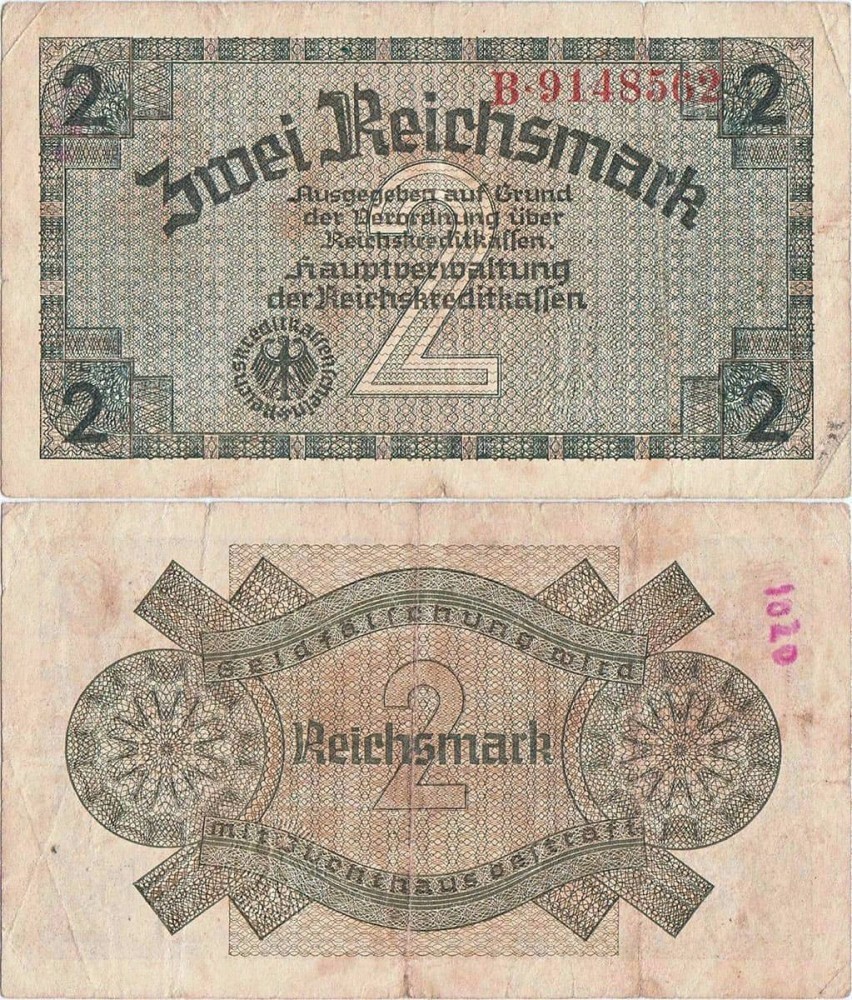 2
B·9148562
2
Zwei Reichsmark
Ausgegeben auf Grund
der Verordnung über
Reichskreditkassen.
Hauptverwaltung
der Reichskreditkassen
2
Reichskreditkassenschein
2
2
Geldfälschung wird
1020
2
Reichsmark
mit Zuchthaus bestraft